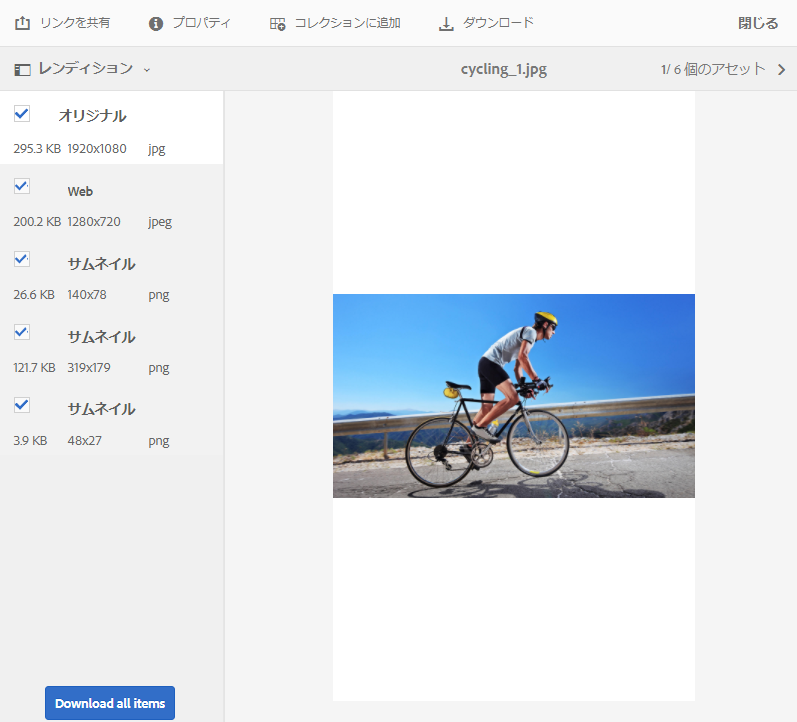 リンクを共有 プロパティ コレクションに追加 ダウンロード 閉じる
レンディション cycling_1.jpg 1/ 6 個のアセット
オリジナル
295.3 KB 1920x1080 jpg
Web
200.2 KB 1280x720 jpeg
サムネイル
26.6 KB 140x78 png
サムネイル
121.7 KB 319x179 png
サムネイル
3.9 KB 48x27 png
Download all items